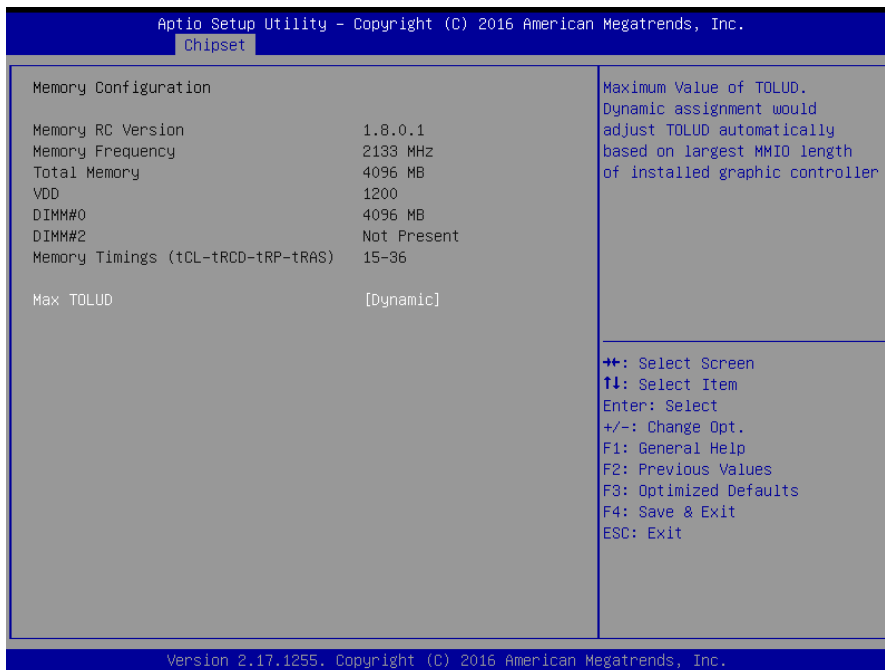 Aptio Setup Utility – Copyright (C) 2016 American Megatrends, Inc.
Chipset
Memory Configuration
Memory RC Version 1.8.0.1
Memory Frequency 2133 MHz
Total Memory 4096 MB
VDD 1200
DIMM#0 4096 MB
DIMM#2 Not Present
Memory Timings (tCL-tRCD-tRP-tRAS) 15-36
Max TOLUD [Dynamic]
Maximum Value of TOLUD.
Dynamic assignment would
adjust TOLUD automatically
based on largest MMIO length
of installed graphic controller
→←: Select Screen
↑↓: Select Item
Enter: Select
+/-: Change Opt.
F1: General Help
F2: Previous Values
F3: Optimized Defaults
F4: Save & Exit
ESC: Exit
Version 2.17.1255. Copyright (C) 2016 American Megatrends, Inc.